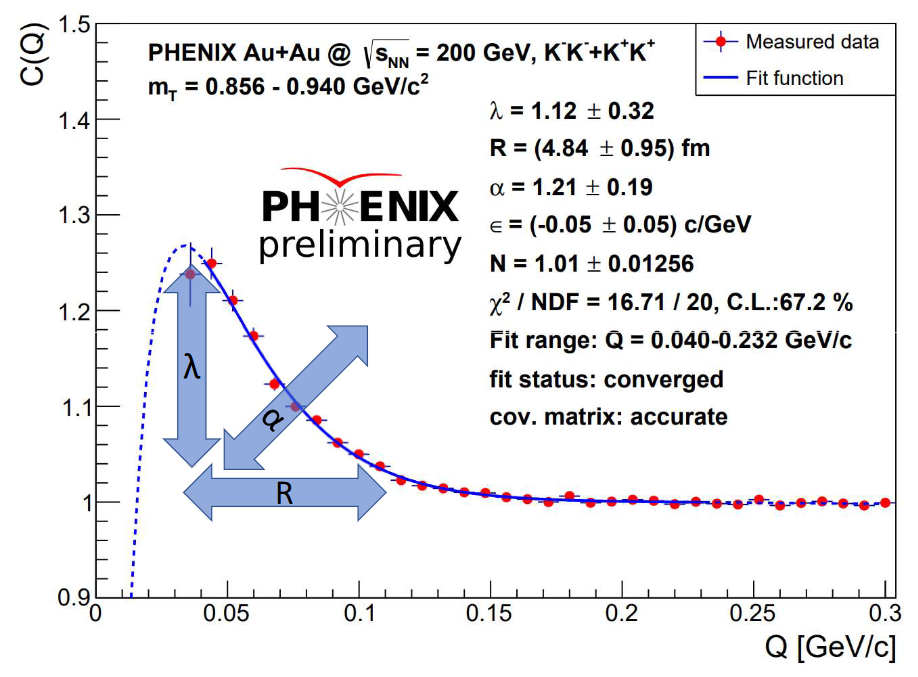 C(Q)
1.5
1.4
1.3
1.2
1.1
1
0.9
PHENIX Au+Au @ √sNN = 200 GeV, K⁻K⁻+K⁺K⁺
mT = 0.856 - 0.940 GeV/c²
Measured data
Fit function
λ = 1.12 ± 0.32
R = (4.84 ± 0.95) fm
α = 1.21 ± 0.19
ϵ = (-0.05 ± 0.05) c/GeV
N = 1.01 ± 0.01256
χ² / NDF = 16.71 / 20, C.L.:67.2 %
Fit range: Q = 0.040-0.232 GeV/c
fit status: converged
cov. matrix: accurate
PHENIX
preliminary
λ
α
R
0 0.05 0.1 0.15 0.2 0.25 0.3
Q [GeV/c]